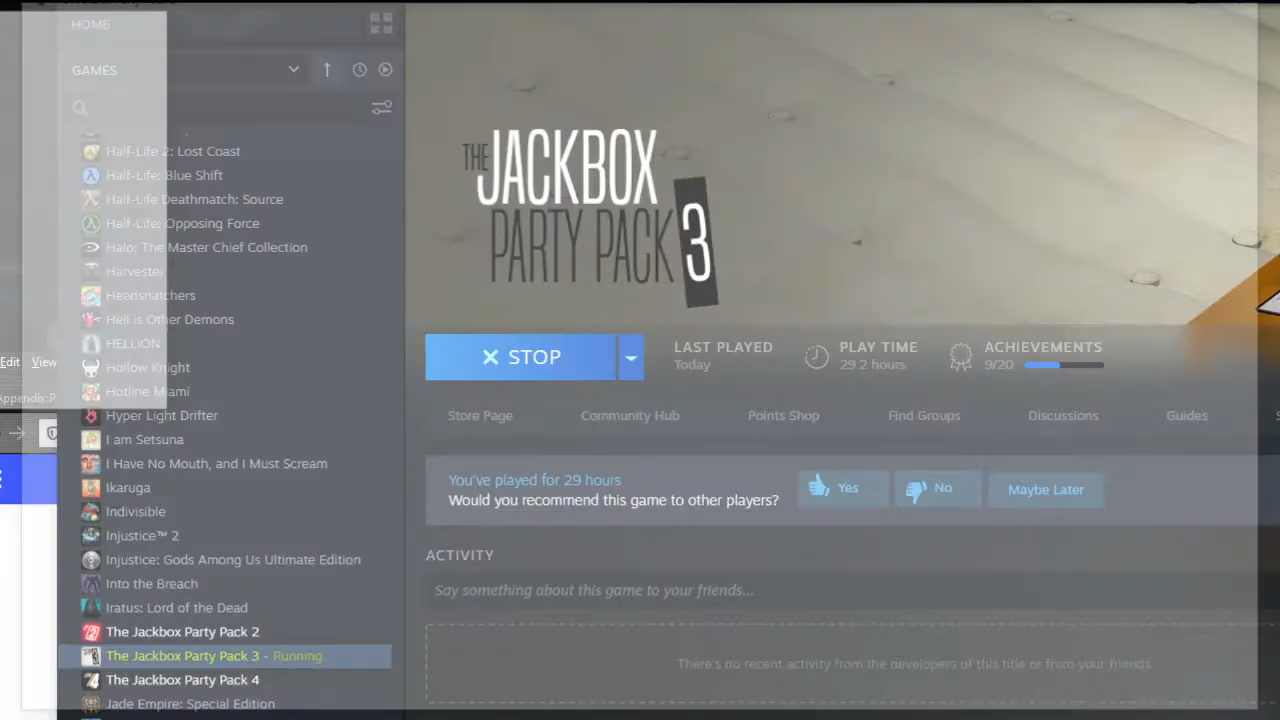 HOME
GAMES
Half-Life 2: Lost Coast
Half-Life: Blue Shift
Half-Life Deathmatch: Source
Half-Life: Opposing Force
Halo: The Master Chief Collection
Harvester
Headsnatchers
Hell is Other Demons
HELLION
Hollow Knight
Hotline Miami
Hyper Light Drifter
I am Setsuna
I Have No Mouth, and I Must Scream
Ikaruga
Indivisible
Injustice™ 2
Injustice: Gods Among Us Ultimate Edition
Into the Breach
Iratus: Lord of the Dead
The Jackbox Party Pack 2
The Jackbox Party Pack 3 - Running
The Jackbox Party Pack 4
Jade Empire: Special Edition
Edit View
Appendix:P
THE JACKBOX
PARTY PACK 3
STOP
LAST PLAYED
Today
PLAY TIME
29.2 hours
ACHIEVEMENTS
9/20
Store Page
Community Hub
Points Shop
Find Groups
Discussions
Guides
You've played for 29 hours
Would you recommend this game to other players?
Yes
No
Maybe Later
ACTIVITY
Say something about this game to your friends...
There's no recent activity from the developers of this title or from your friends